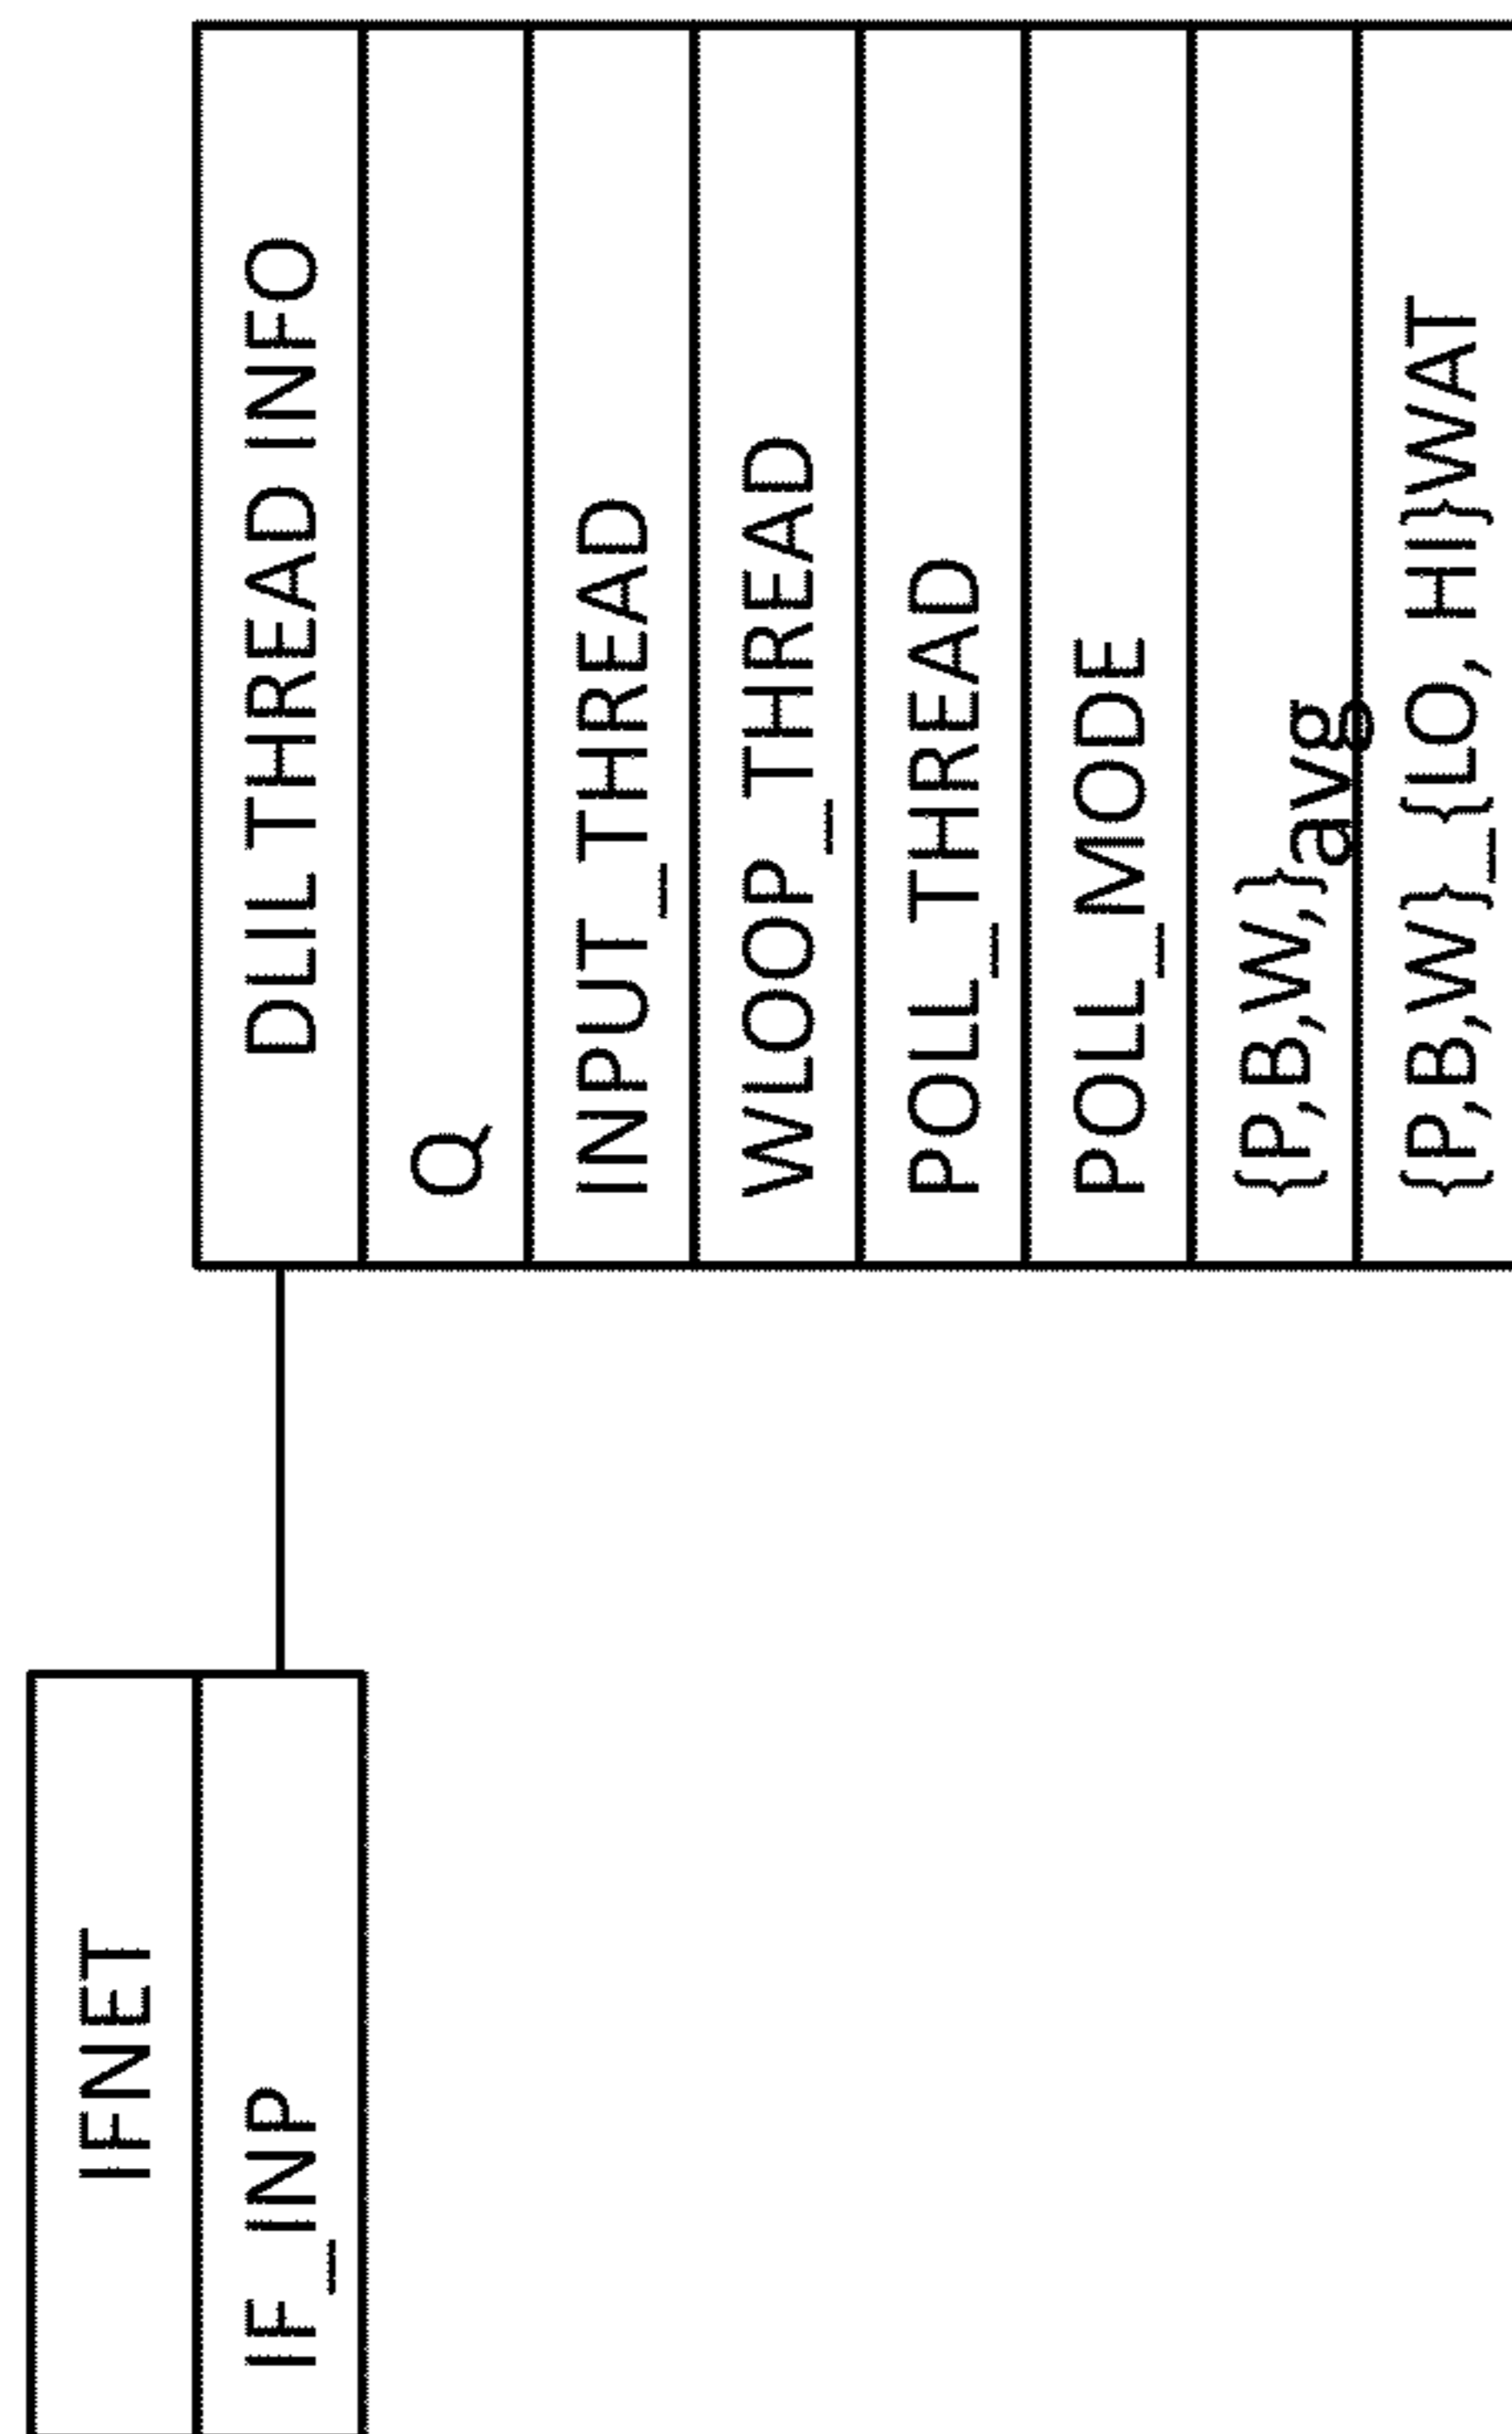 IFNET
IF_INP
DLIL THREAD INFO
Q
INPUT_THREAD
WLOOP_THREAD
POLL_THREAD
POLL_MODE
{P,B,W,}avg
{P,B,W}_{LO, HI}WAT